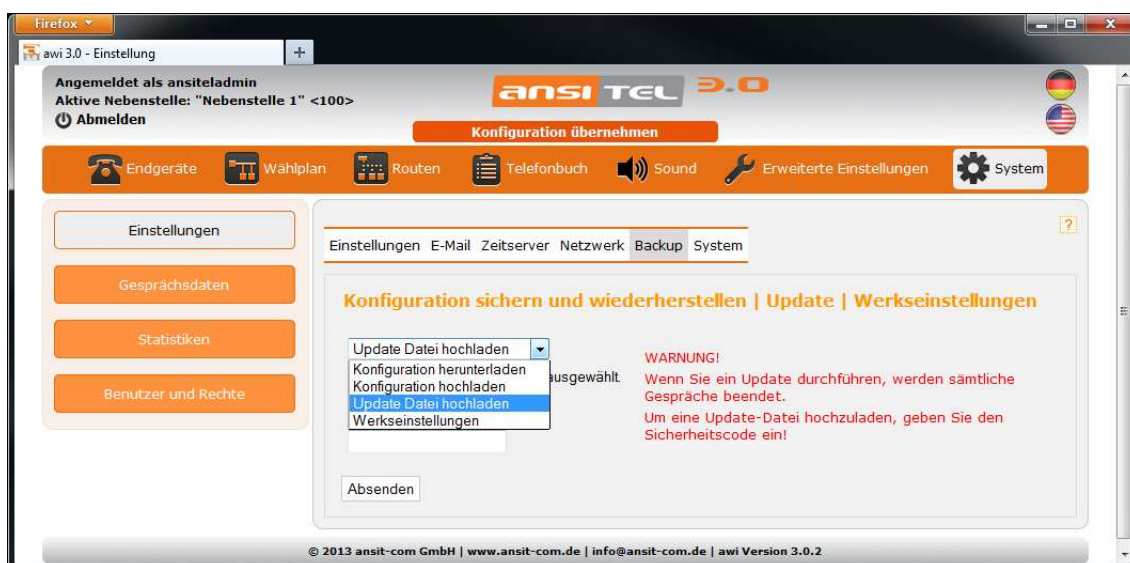 Firefox
awi 3.0 - Einstellung
Angemeldet als ansiteladmin
Aktive Nebenstelle: "Nebenstelle 1" <100>
Abmelden
ansi TEL 3.0
Konfiguration übernehmen
Endgeräte Wählplan Routen Telefonbuch Sound Erweiterte Einstellungen System
Einstellungen
Gesprächsdaten
Statistiken
Benutzer und Rechte
?
Einstellungen E-Mail Zeitserver Netzwerk Backup System
Konfiguration sichern und wiederherstellen | Update | Werkseinstellungen
Update Datei hochladen
Konfiguration herunterladen
Konfiguration hochladen
Update Datei hochladen
Werkseinstellungen
ausgewählt.
WARNUNG!
Wenn Sie ein Update durchführen, werden sämtliche
Gespräche beendet.
Um eine Update-Datei hochzuladen, geben Sie den
Sicherheitscode ein!
Absenden
© 2013 ansit-com GmbH | www.ansit-com.de | info@ansit-com.de | awi Version 3.0.2